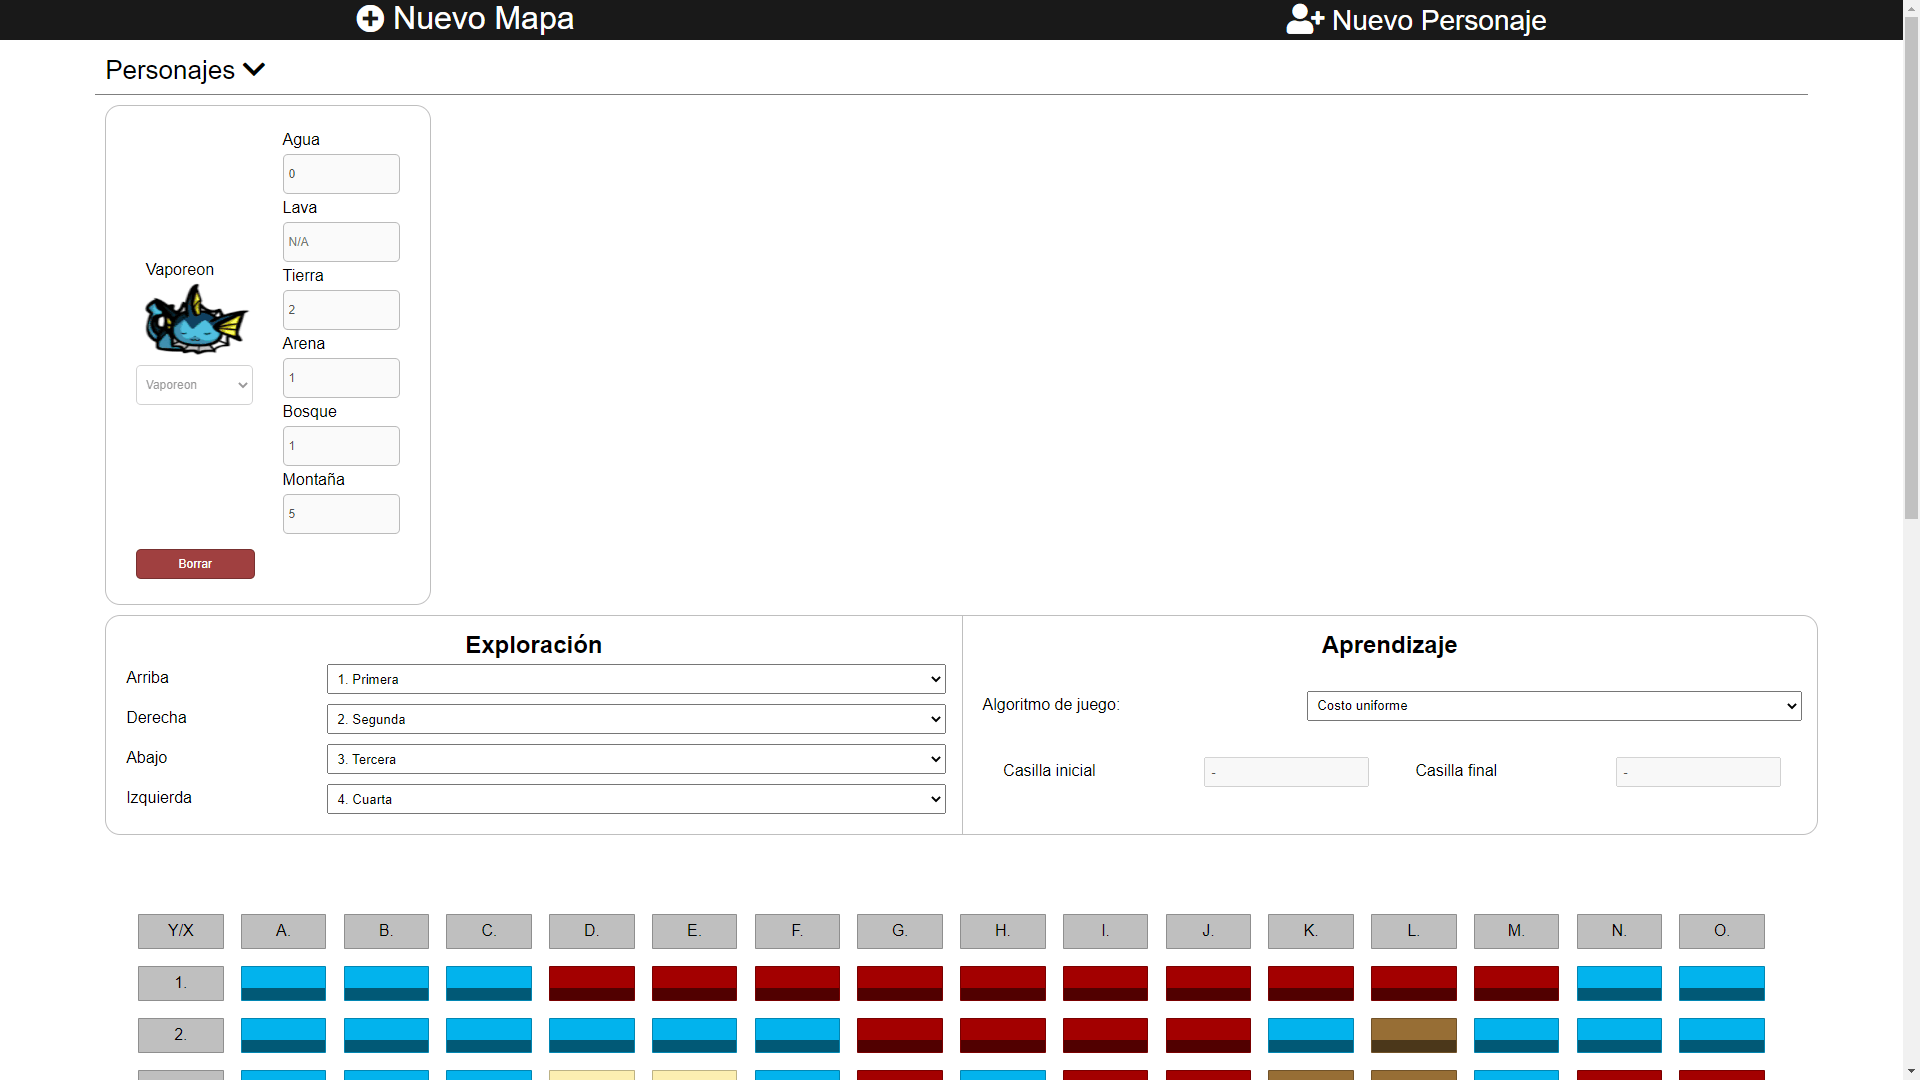 Nuevo Mapa
Nuevo Personaje
Personajes
Agua
0
Lava
N/A
Tierra
2
Arena
1
Bosque
1
Montaña
5
Vaporeon
Vaporeon
Borrar
Exploración
Arriba
1. Primera
Derecha
2. Segunda
Abajo
3. Tercera
Izquierda
4. Cuarta
Aprendizaje
Algoritmo de juego:
Costo uniforme
Casilla inicial
-
Casilla final
-
Y/X A. B. C. D. E. F. G. H. I. J. K. L. M. N. O.
1.
2.